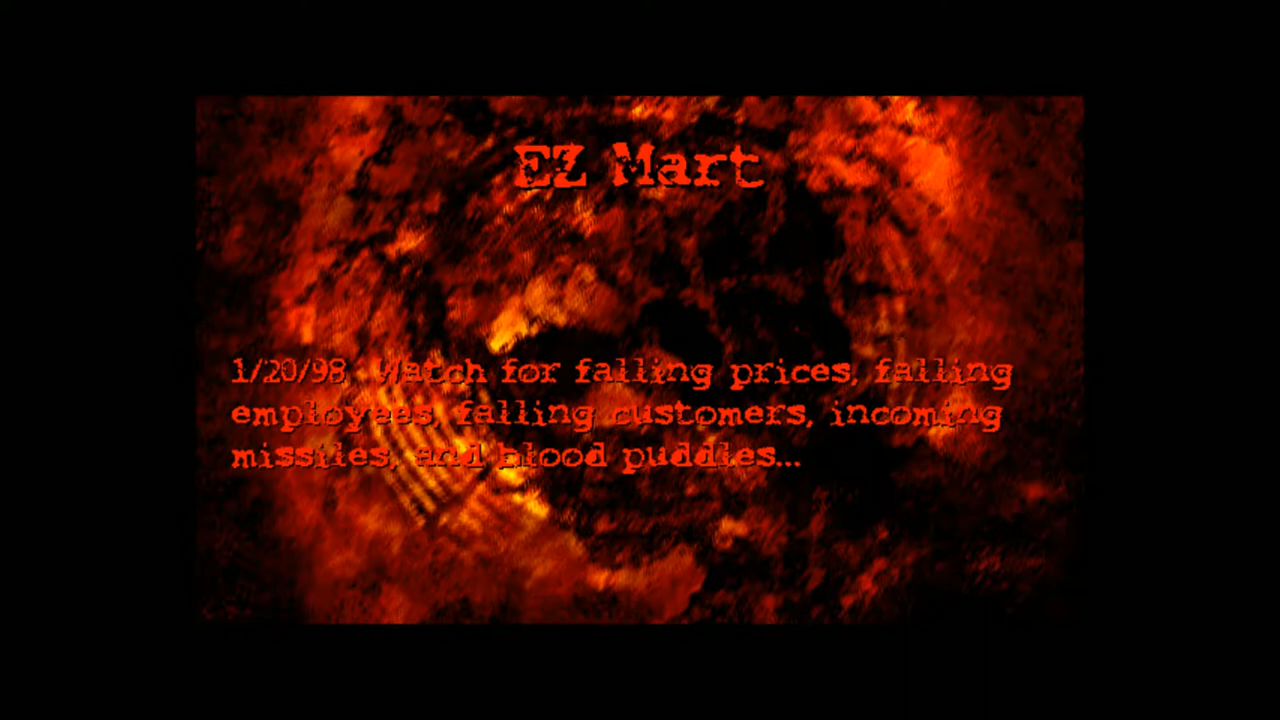 EZ Mart
1/20/98 Watch for falling prices, falling
employees, falling customers, incoming
missiles, and blood puddles...